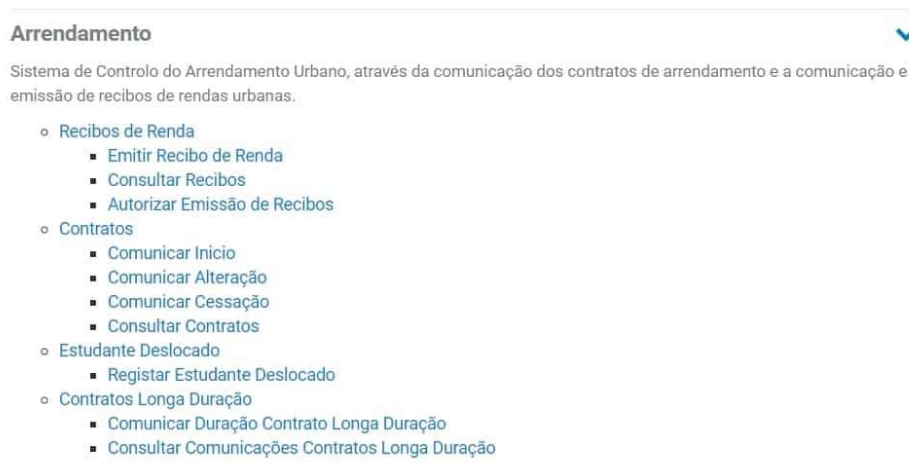 Arrendamento
Sistema de Controlo do Arrendamento Urbano, através da comunicação dos contratos de arrendamento e a comunicação e
emissão de recibos de rendas urbanas.
Recibos de Renda
Emitir Recibo de Renda
Consultar Recibos
Autorizar Emissão de Recibos
Contratos
Comunicar Inicio
Comunicar Alteração
Comunicar Cessação
Consultar Contratos
Estudante Deslocado
Registar Estudante Deslocado
Contratos Longa Duração
Comunicar Duração Contrato Longa Duração
Consultar Comunicações Contratos Longa Duração